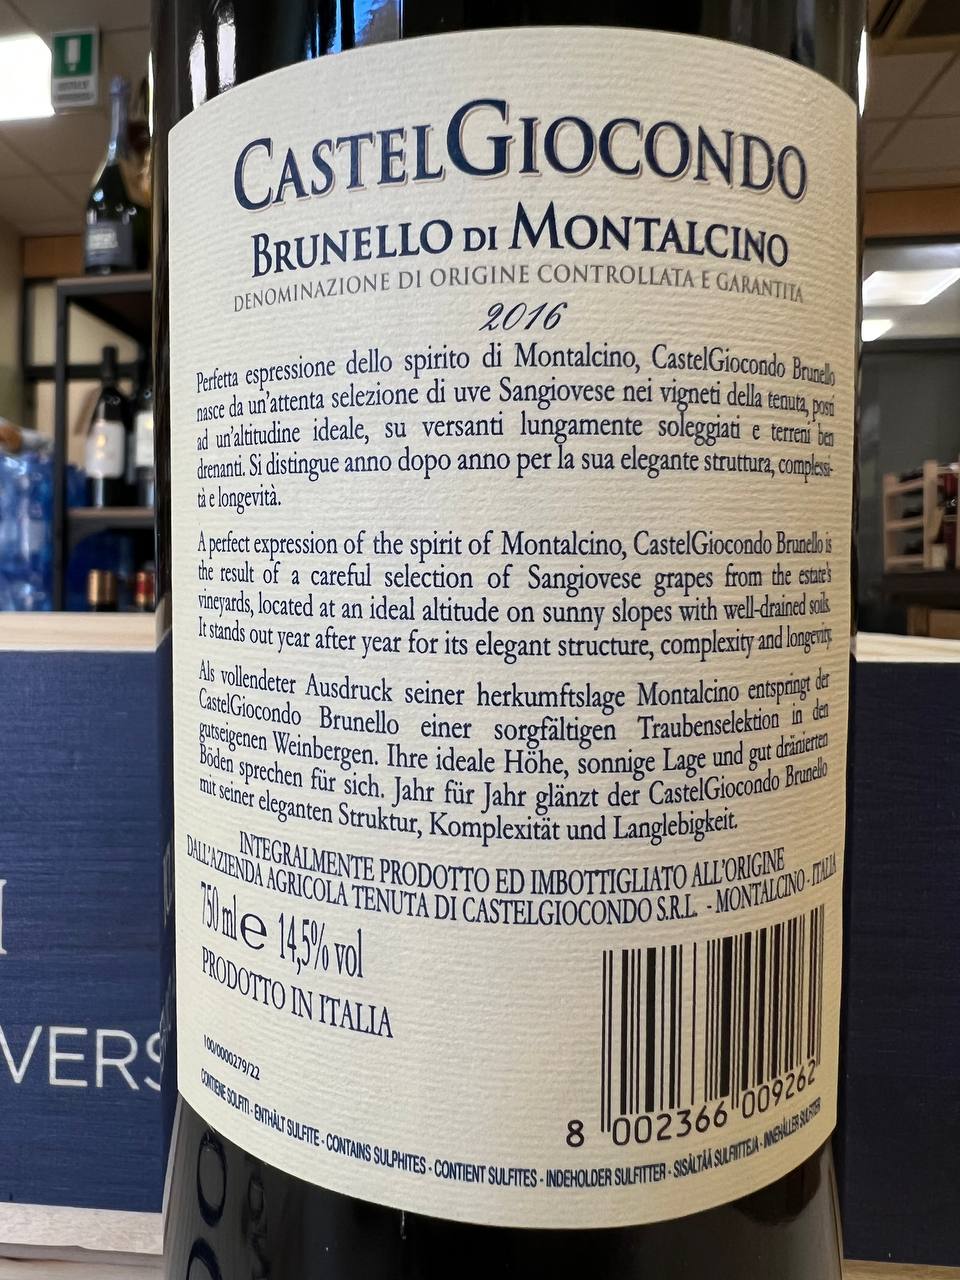 CASTELGIOCONDO
BRUNELLO DI MONTALCINO
DENOMINAZIONE DI ORIGINE CONTROLLATA E GARANTITA
2016
Perfetta espressione dello spirito di Montalcino, CastelGiocondo Brunello
nasce da un'attenta selezione di uve Sangiovese nei vigneti della tenuta, posti
ad un'altitudine ideale, su versanti lungamente soleggiati e terreni ben
drenanti. Si distingue anno dopo anno per la sua elegante struttura, complessi-
tà e longevità.
A perfect expression of the spirit of Montalcino, CastelGiocondo Brunello is
the result of a careful selection of Sangiovese grapes from the estate's
vineyards, located at an ideal altitude on sunny slopes with well-drained soils.
It stands out year after year for its elegant structure, complexity and longevity.
Als vollendeter Ausdruck seiner herkumftslage Montalcino entspringt der
CastelGiocondo Brunello einer sorgfältigen Traubenselektion in den
gutseigenen Weinbergen. Ihre ideale Höhe, sonnige Lage und gut dränierten
Böden sprechen für sich. Jahr für Jahr glänzt der CastelGiocondo Brunello
mit seiner eleganten Struktur, Komplexität und Langlebigkeit.
INTEGRALMENTE PRODOTTO ED IMBOTTIGLIATO ALL'ORIGINE
DALL'AZIENDA AGRICOLA TENUTA DI CASTELGIOCONDO S.R.L. - MONTALCINO - ITALIA
750 ml e 14,5% vol
PRODOTTO IN ITALIA
100/0000279/22
8 002366 009262
CONTIENE SOLFITI - ENTHÄLT SULFITE - CONTAINS SULPHITES - CONTIENT SULFITES - INDEHOLDER SULFITTER - SISÄLTÄÄ SULFIITTEJA - INNEHÅLLER SULFITER
VERS